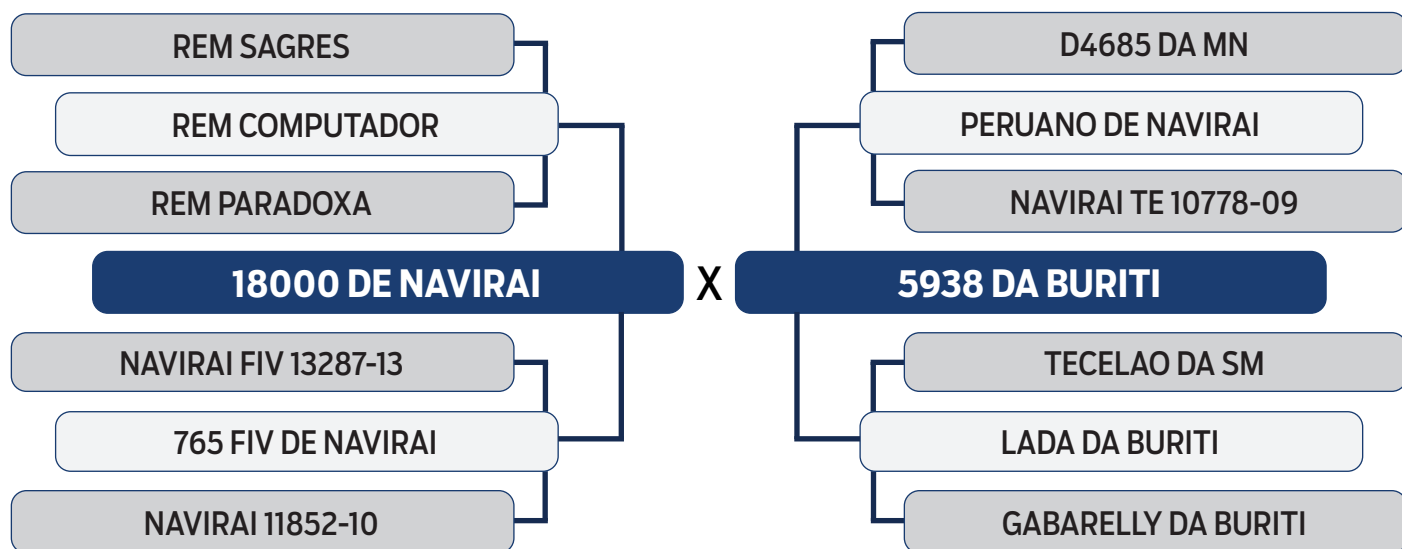 REM SAGRES
REM COMPUTADOR
REM PARADOXA
18000 DE NAVIRAI
NAVIRAI FIV 13287-13
765 FIV DE NAVIRAI
NAVIRAI 11852-10
X
D4685 DA MN
PERUANO DE NAVIRAI
NAVIRAI TE 10778-09
5938 DA BURITI
TECELAO DA SM
LADA DA BURITI
GABARELLY DA BURITI